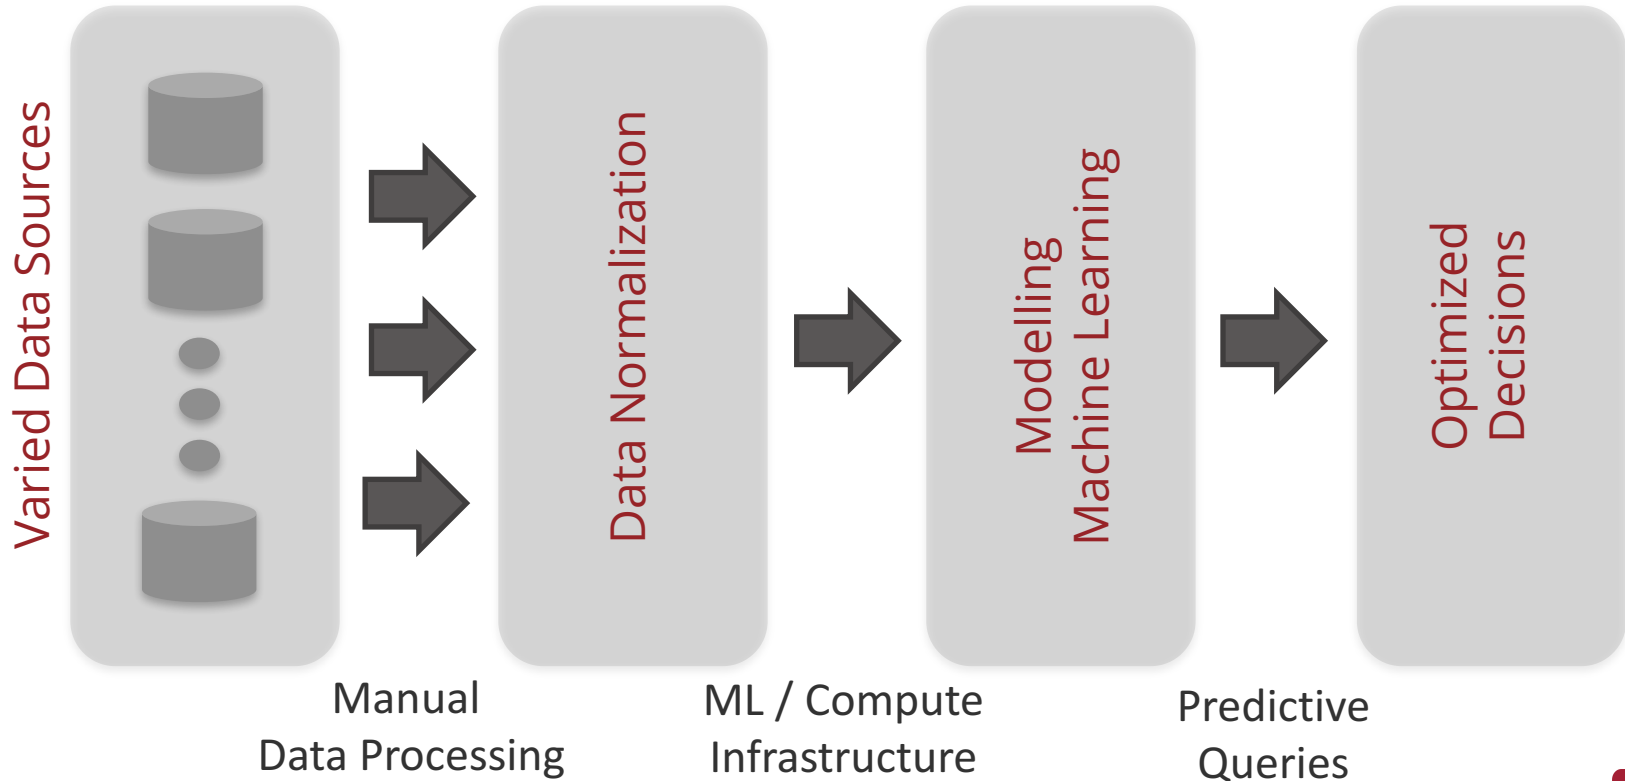 Varied Data Sources
Data Normalization
Modelling
Machine Learning
Optimized
Decisions
Manual
Data Processing
ML / Compute
Infrastructure
Predictive
Queries